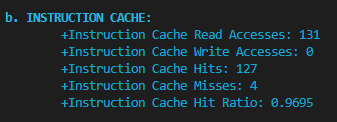 b. INSTRUCTION CACHE:
+Instruction Cache Read Accesses: 131
+Instruction Cache Write Accesses: 0
+Instruction Cache Hits: 127
+Instruction Cache Misses: 4
+Instruction Cache Hit Ratio: 0.9695